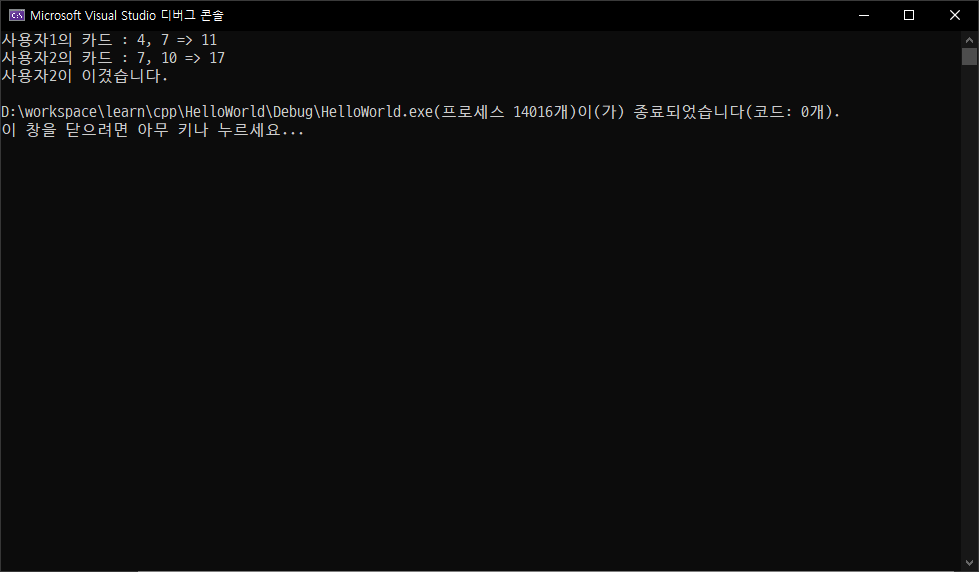 Microsoft Visual Studio 디버그 콘솔
사용자1의 카드 : 4, 7 => 11
사용자2의 카드 : 7, 10 => 17
사용자2이 이겼습니다.
D:\workspace\learn\cpp\HelloWorld\Debug\HelloWorld.exe(프로세스 14016개)이(가) 종료되었습니다(코드: 0개).
이 창을 닫으려면 아무 키나 누르세요...